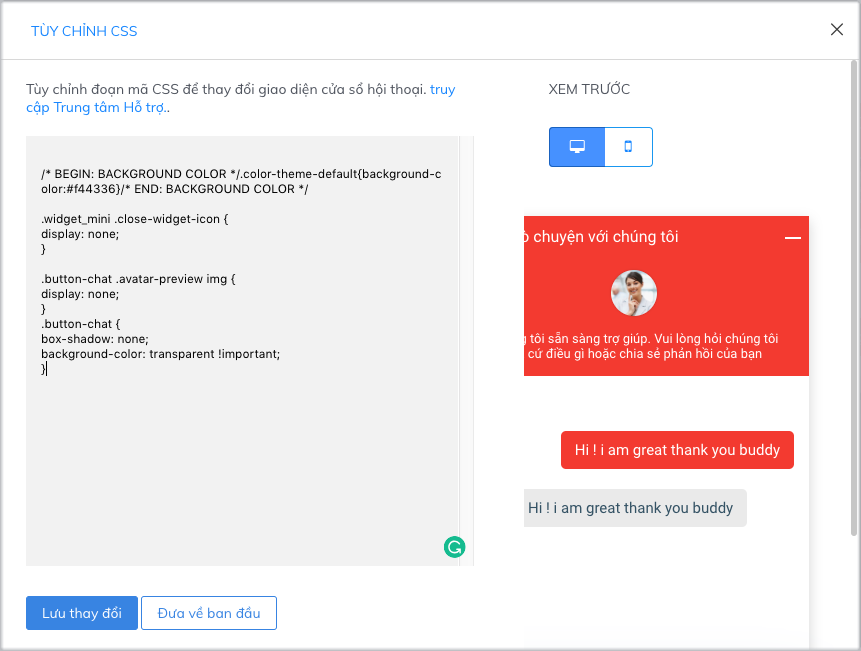 TÙY CHỈNH CSS
Tùy chỉnh đoạn mã CSS để thay đổi giao diện cửa sổ hội thoại. truy
cập Trung tâm Hỗ trợ..
/* BEGIN: BACKGROUND COLOR */.color-theme-default{background-c
olor:#f44336}/* END: BACKGROUND COLOR */
.widget_mini .close-widget-icon {
display: none;
}
.button-chat .avatar-preview img {
display: none;
}
.button-chat {
box-shadow: none;
background-color: transparent !important;
}
Lưu thay đổi
Đưa về ban đầu
XEM TRƯỚC
chuyện với chúng tôi
tôi sẵn sàng trợ giúp. Vui lòng hỏi chúng tôi
cứ điều gì hoặc chia sẻ phản hồi của bạn
Hi ! i am great thank you buddy
Hi ! i am great thank you buddy